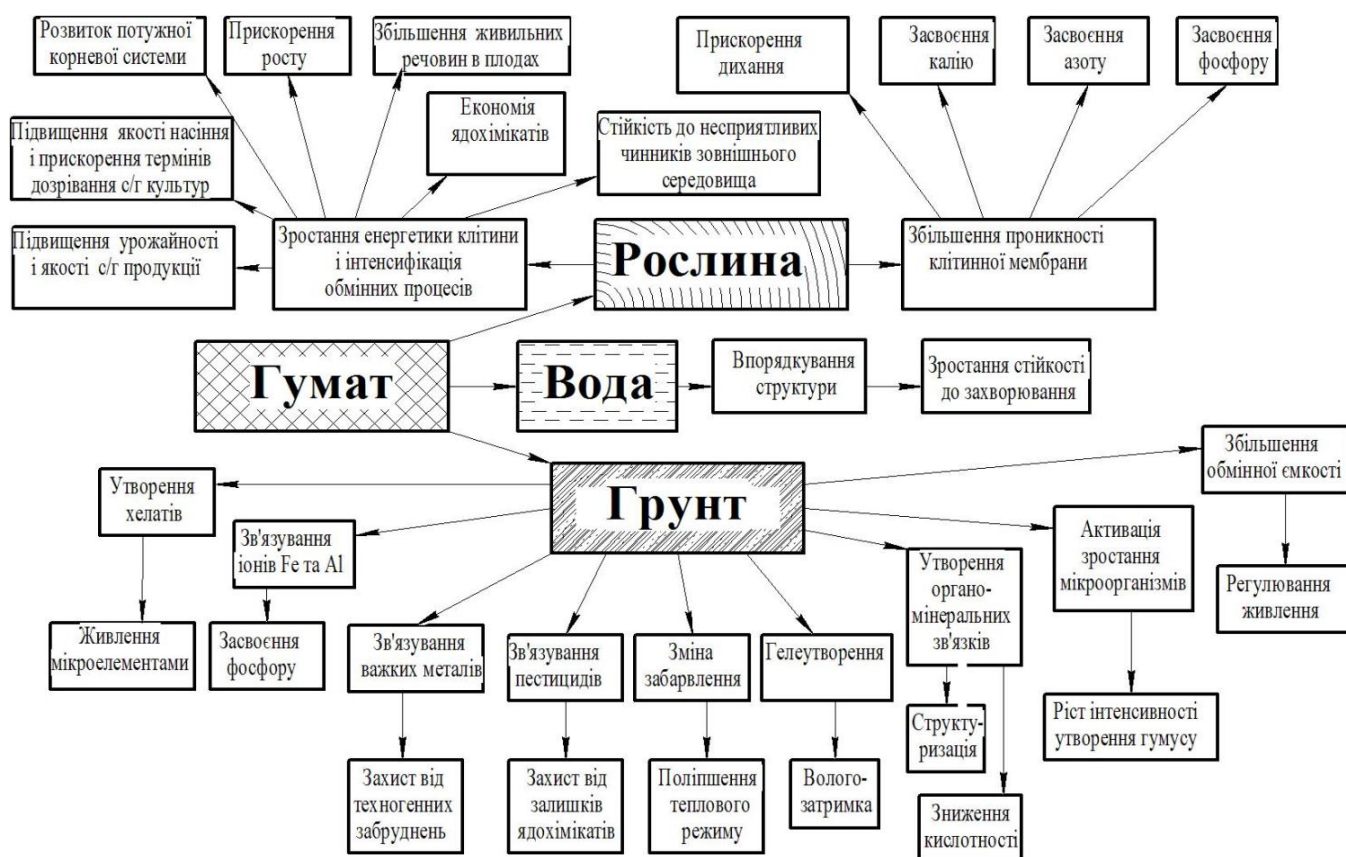 Розвиток потужної
корневої системи
Прискорення
росту
Збільшення живильних
речовин в плодах
Прискорення
дихання
Засвоєння
калію
Засвоєння
азоту
Засвоєння
фосфору
Підвищення якості насіння
і прискорення термінів
дозрівання с/г культур
Економія
ядохімікатів
Стійкість до несприятливих
чинників зовнішнього
середовища
Підвищення урожайності
і якості с/г продукції
Зростання енергетики клітини
і інтенсифікація
обмінних процесів
Рослина
Збільшення проникності
клітинної мембрани
Гумат
Вода
Впорядкування
структури
Зростання стійкості
до захворювання
Грунт
Збільшення
обмінної ємкості
Утворення
хелатів
Зв'язування
іонів Fe та Al
Утворення
органо-
мінеральних
зв'язків
Активація
зростання
мікроорганізмів
Регулювання
живлення
Живлення
мікроелементами
Засвоєння
фосфору
Зв'язування
важких металів
Зв'язування
пестицидів
Зміна
забарвлення
Гелеутворення
Структу-
ризація
Ріст інтенсивності
утворення гумусу
Захист від
техногенних
забруднень
Захист від
залишків
ядохімікатів
Поліпшення
теплового
режиму
Волого-
затримка
Зниження
кислотності